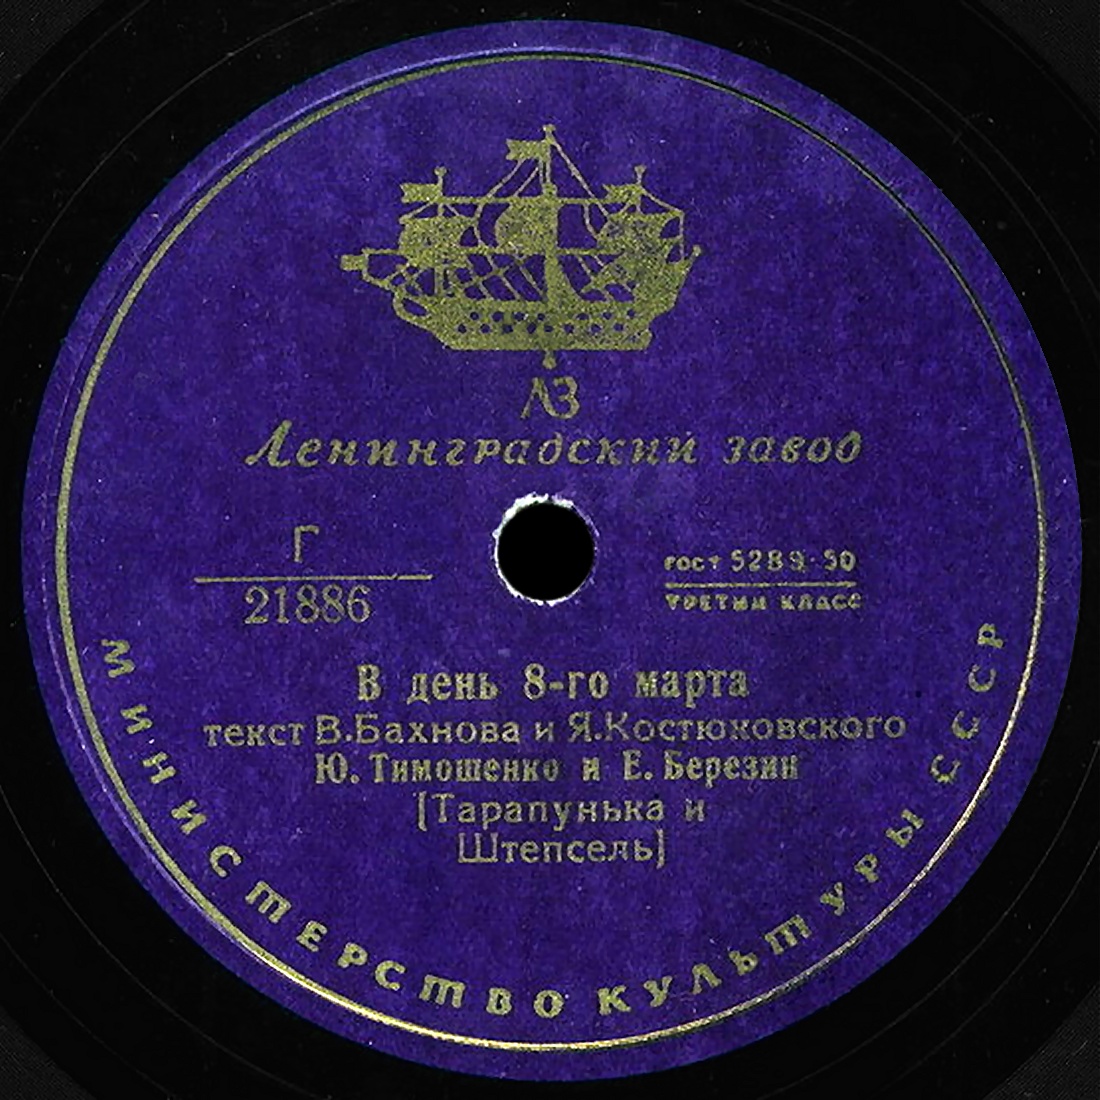 ЛЗ
Ленинградский завод
Г
21886
ГОСТ 5289-50
ТРЕТИЙ КЛАСС
В день 8-го марта
текст В.Бахнова и Я.Костюковского
Ю. Тимошенко и Е. Березин
(Тарапунька и
Штепсель)
МИНИСТЕРСТВО КУЛЬТУРЫ СССР